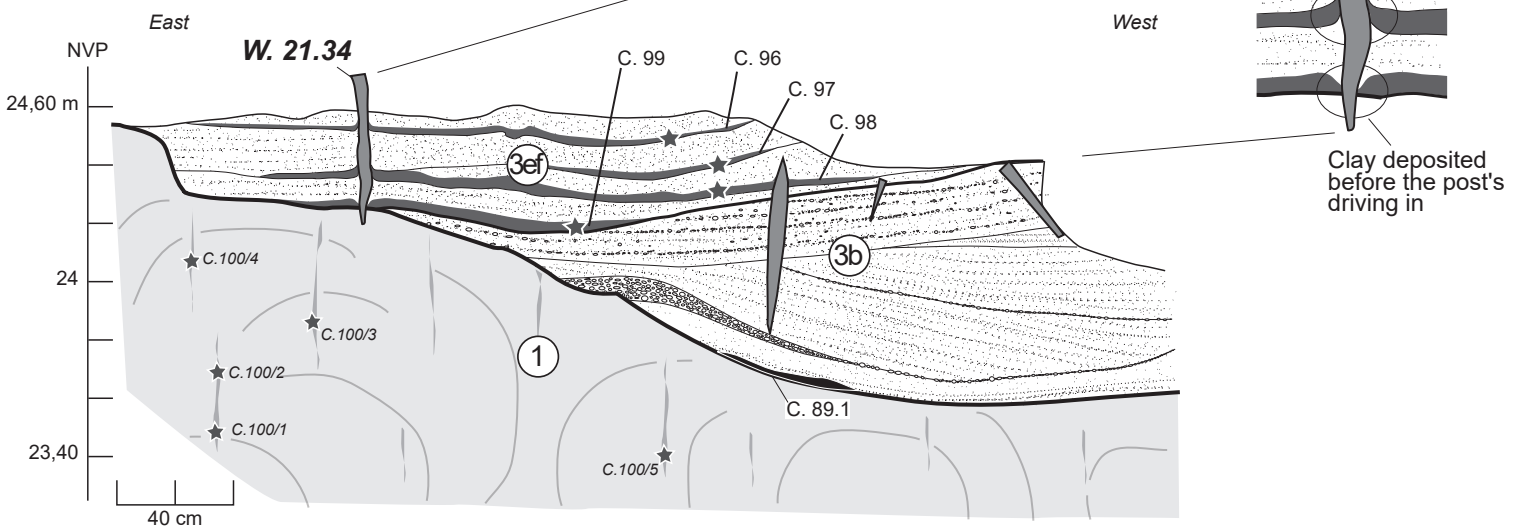 East
West
NVP
W. 21.34
C. 99
C. 96
C. 97
C. 98
24,60 m
3ef
Clay deposited
before the post's
driving in
C.100/4
3b
24
C.100/3
1
C.100/2
C. 89.1
C.100/1
23,40
C.100/5
40 cm